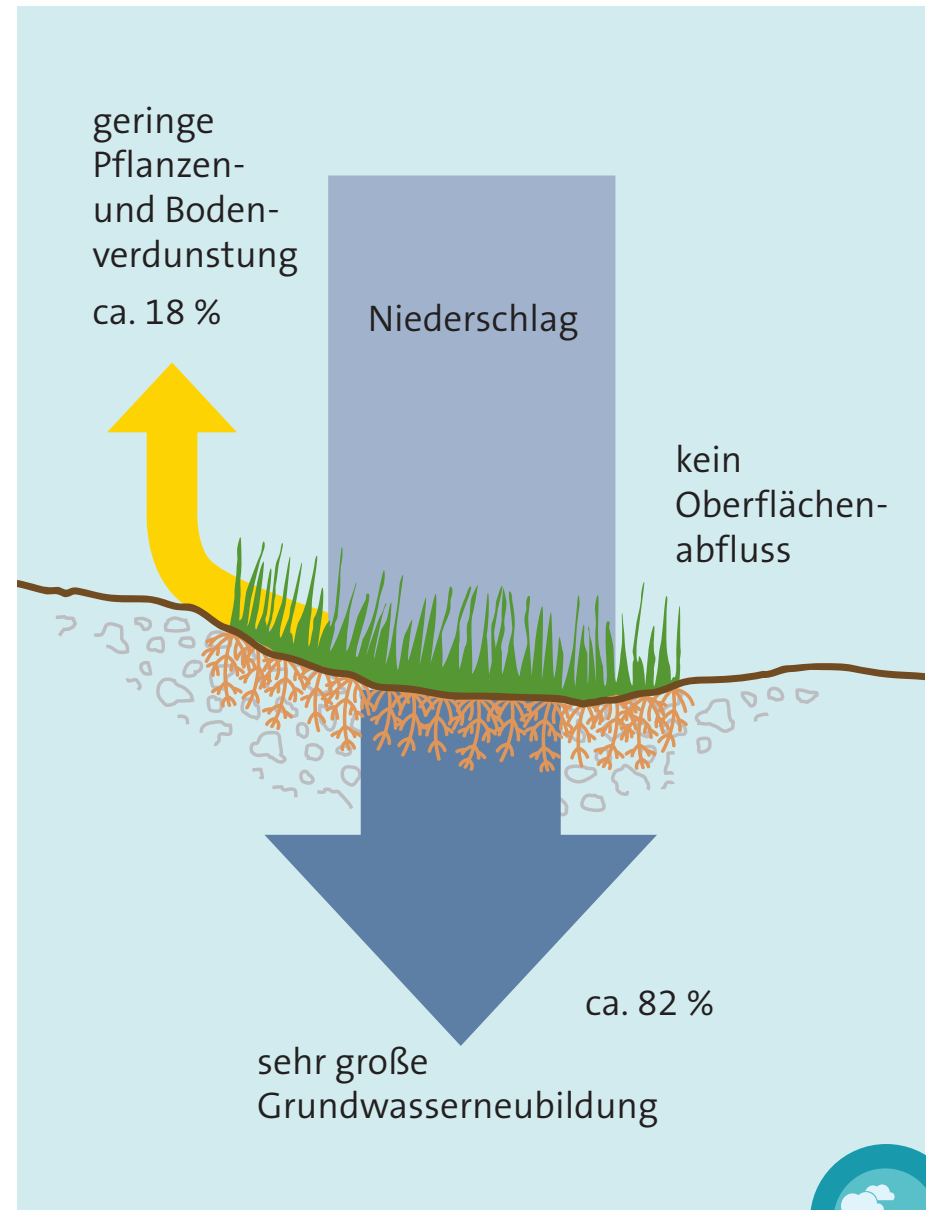 geringe
Pflanzen-
und Boden-
verdunstung
ca. 18 %
Niederschlag
kein
Oberflächen-
abfluss
ca. 82 %
sehr große
Grundwasserneubildung